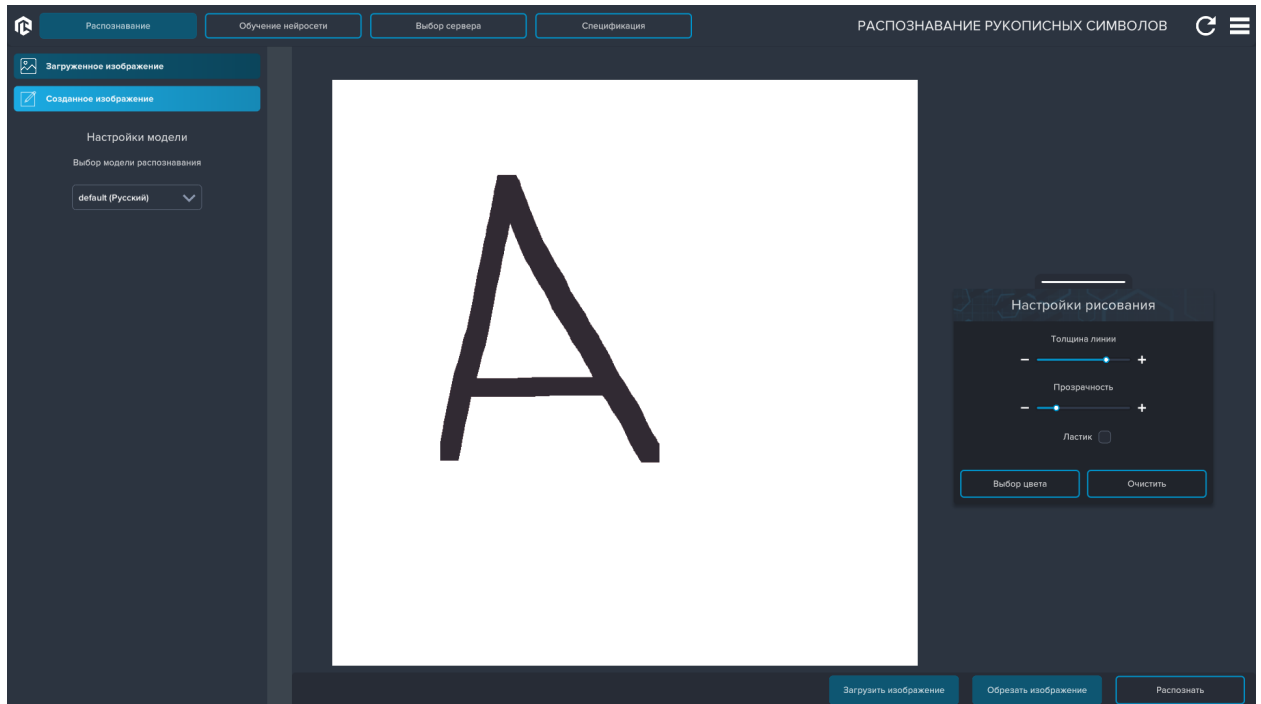 Распознавание Обучение нейросети Выбор сервера Спецификация РАСПОЗНАВАНИЕ РУКОПИСНЫХ СИМВОЛОВ
Загруженное изображение
Созданное изображение
Настройки модели
Выбор модели распознавания
default (Русский)
А
Настройки рисования
Толщина линии
− +
Прозрачность
− +
Ластик
Выбор цвета Очистить
Загрузить изображение Обрезать изображение Распознать